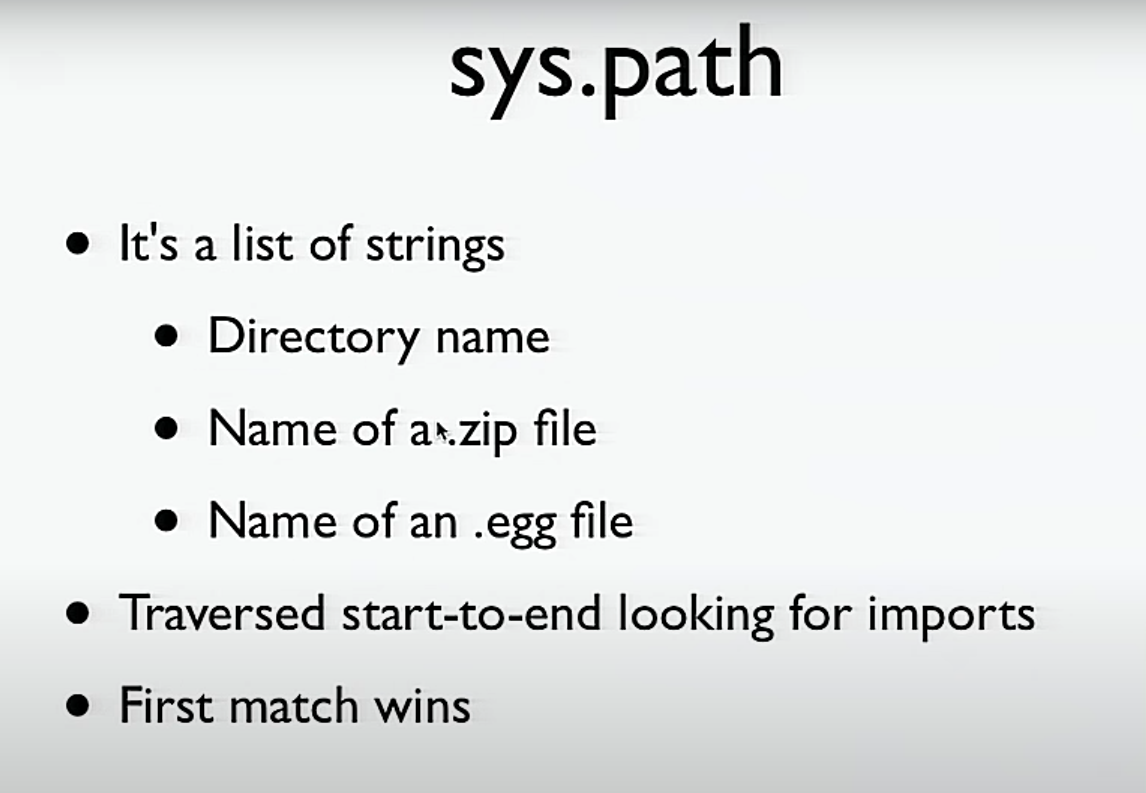 sys.path
It's a list of strings
Directory name
Name of a .zip file
Name of an .egg file
Traversed start-to-end looking for imports
First match wins